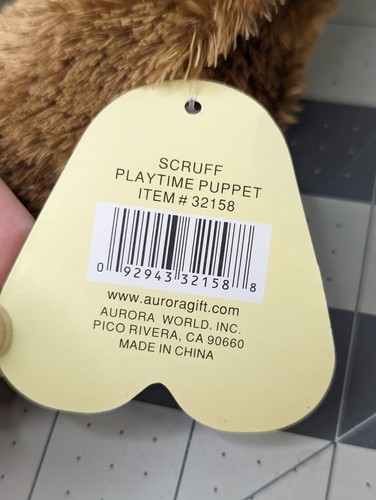 SCRUFF
PLAYTIME PUPPET
ITEM # 32158
0 92943 32158 8
www.auroragift.com
AURORA WORLD, INC.
PICO RIVERA, CA 90660
MADE IN CHINA